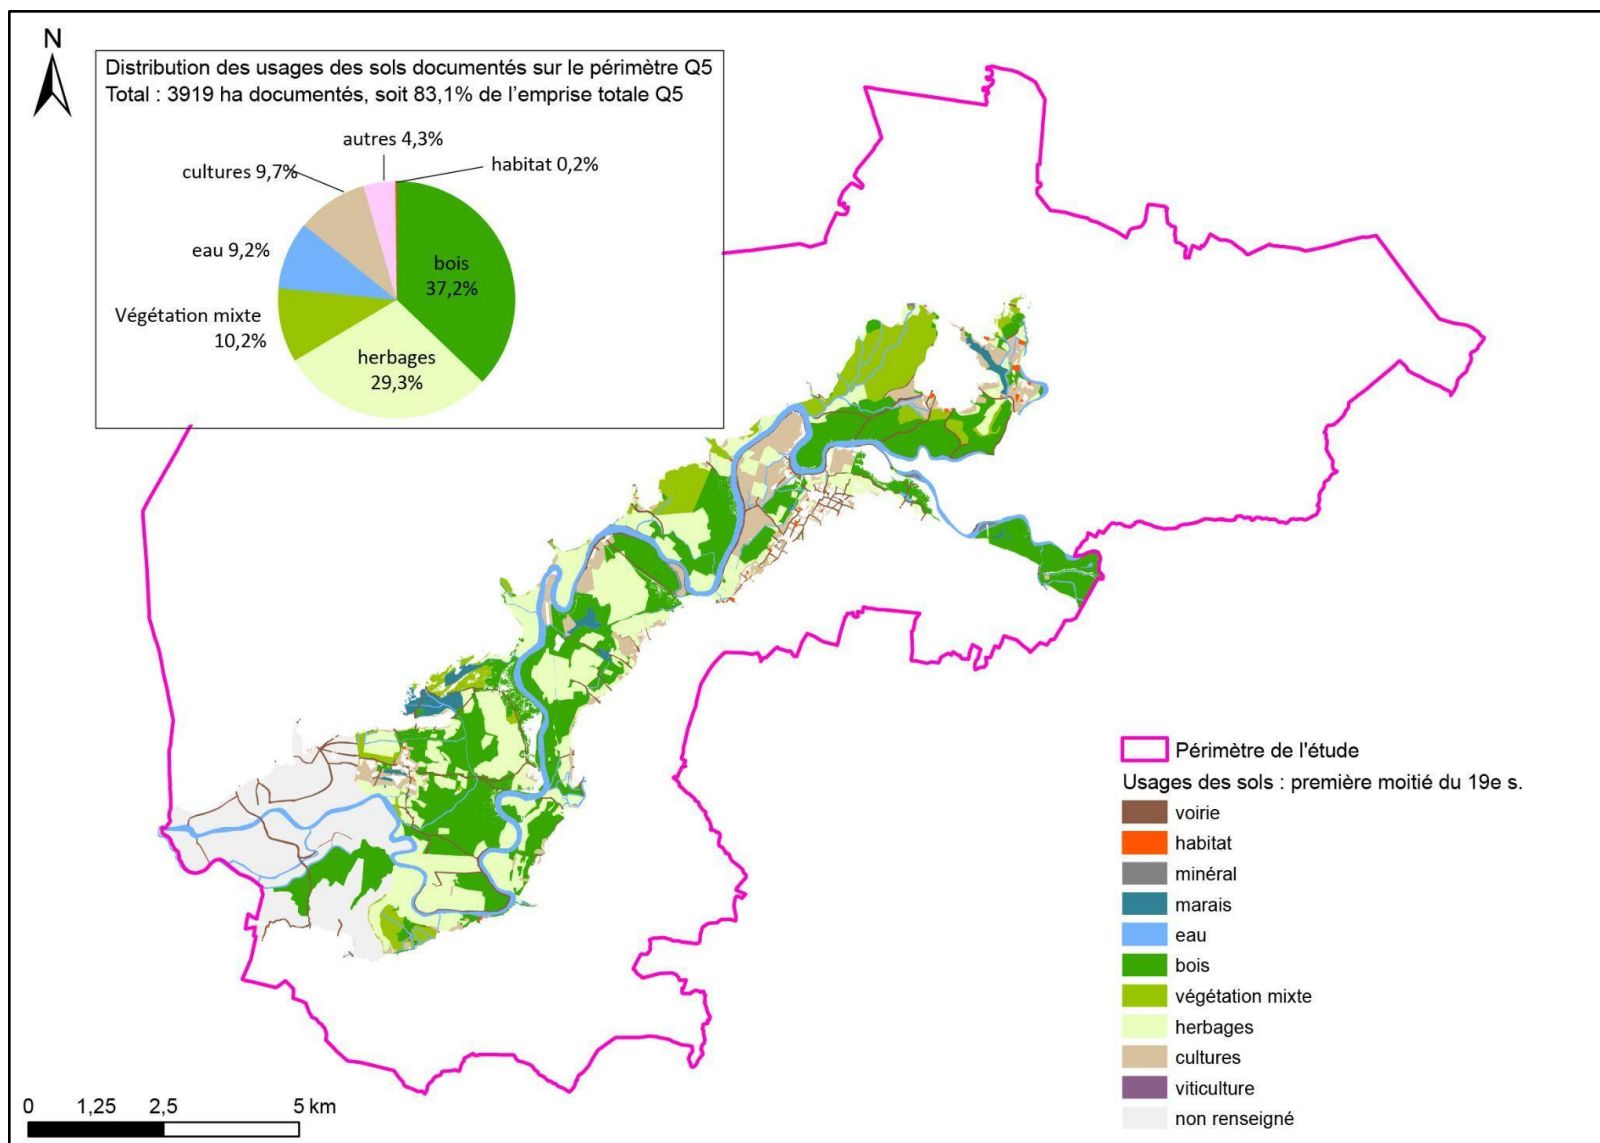 N
Distribution des usages des sols documentés sur le périmètre Q5
Total : 3919 ha documentés, soit 83,1% de l'emprise totale Q5
autres 4,3%
habitat 0,2%
cultures 9,7%
eau 9,2%
bois
37,2%
Végétation mixte
10,2%
herbages
29,3%
Périmètre de l'étude
Usages des sols : première moitié du 19e s.
voirie
habitat
minéral
marais
eau
bois
végétation mixte
herbages
cultures
viticulture
non renseigné
0 1,25 2,5 5 km